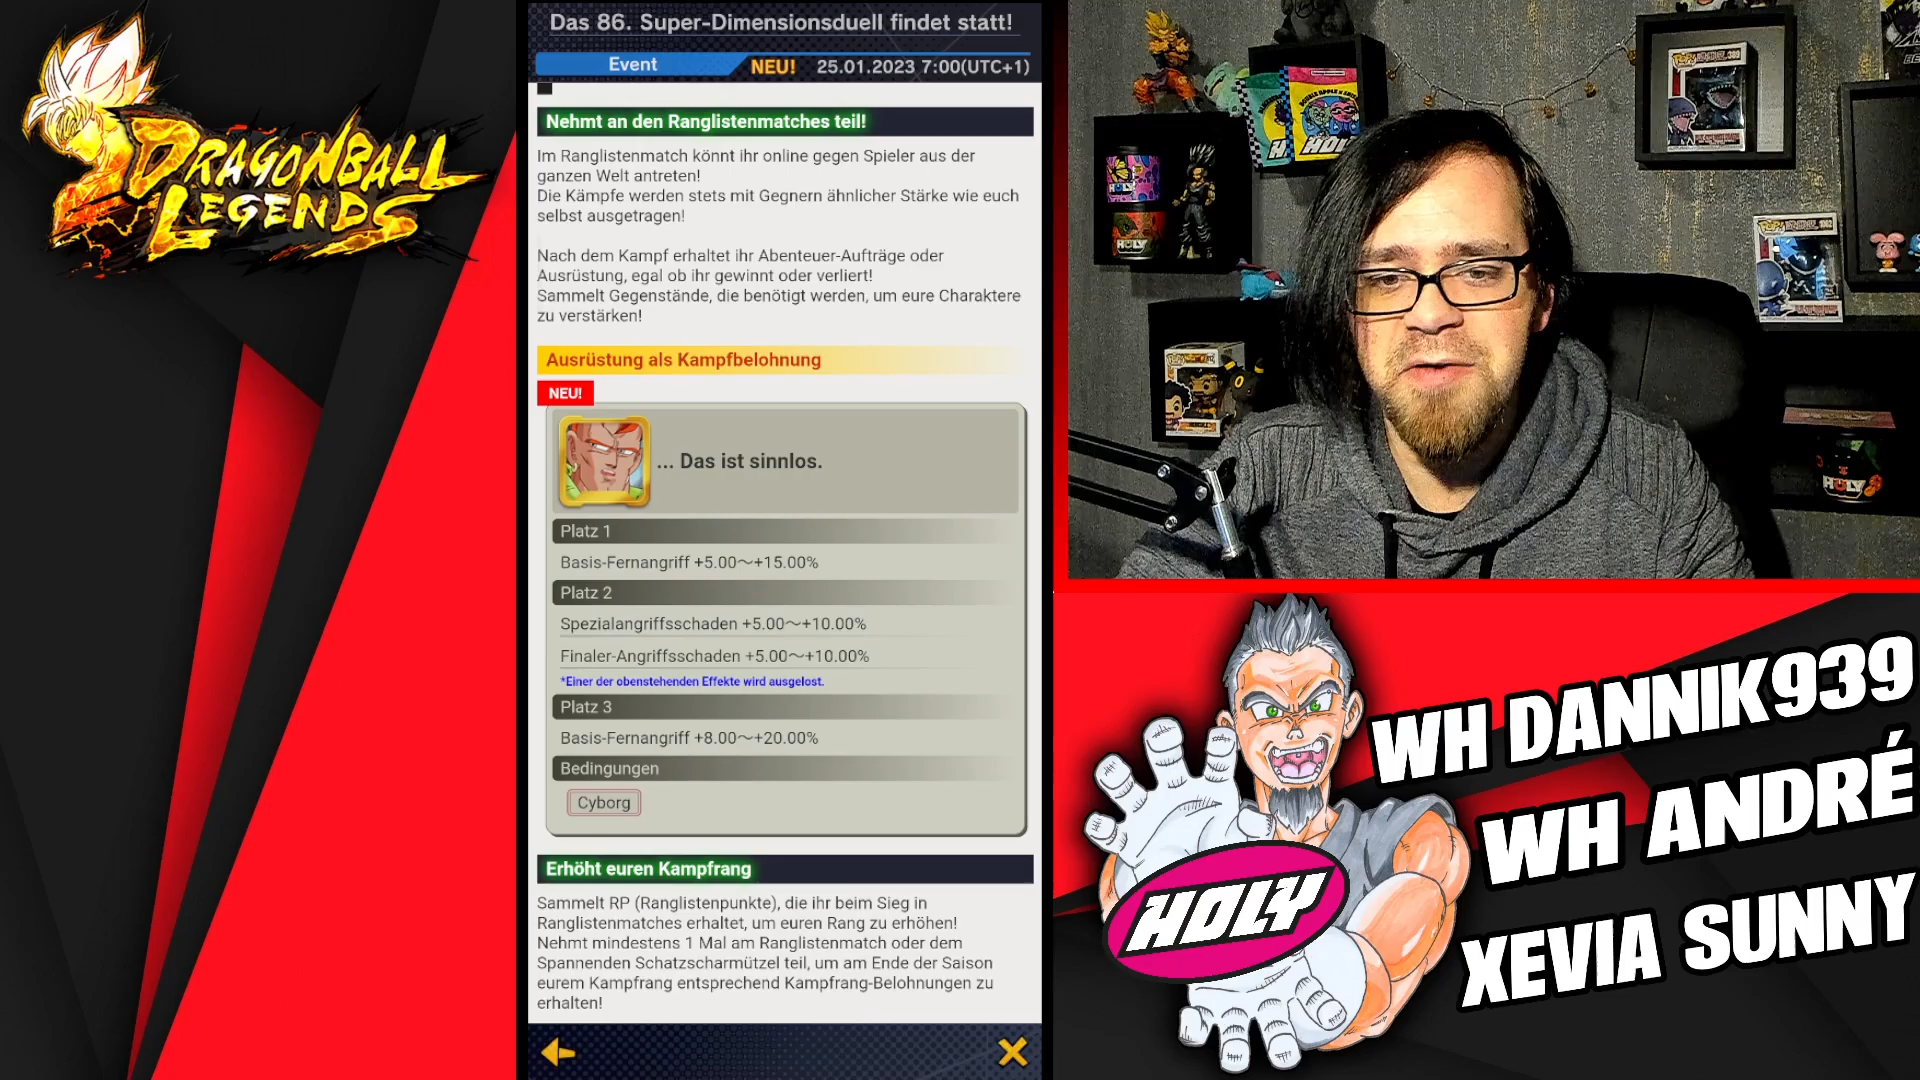 DRAGONBALL
LEGENDS
Das 86. Super-Dimensionsduell findet statt!
Event
NEU!
25.01.2023 7:00(UTC+1)
Nehmt an den Ranglistenmatches teil!
Im Ranglistenmatch könnt ihr online gegen Spieler aus der
ganzen Welt antreten!
Die Kämpfe werden stets mit Gegnern ähnlicher Stärke wie euch
selbst ausgetragen!
Nach dem Kampf erhaltet ihr Abenteuer-Aufträge oder
Ausrüstung, egal ob ihr gewinnt oder verliert!
Sammelt Gegenstände, die benötigt werden, um eure Charaktere
zu verstärken!
Ausrüstung als Kampfbelohnung
NEU!
... Das ist sinnlos.
Platz 1
Basis-Fernangriff +5.00～+15.00%
Platz 2
Spezialangriffsschaden +5.00～+10.00%
Finaler-Angriffsschaden +5.00～+10.00%
*Einer der obenstehenden Effekte wird ausgelost.
Platz 3
Basis-Fernangriff +8.00～+20.00%
Bedingungen
Cyborg
Erhöht euren Kampfrang
Sammelt RP (Ranglistenpunkte), die ihr beim Sieg in
Ranglistenmatches erhaltet, um euren Rang zu erhöhen!
Nehmt mindestens 1 Mal am Ranglistenmatch oder dem
Spannenden Schatzscharmützel teil, um am Ende der Saison
eurem Kampfrang entsprechend Kampfrang-Belohnungen zu
erhalten!
HOLY
HOLY
HOLY
WH DANNIK939
WH ANDRÉ
XEVIA SUNNY
HOLY